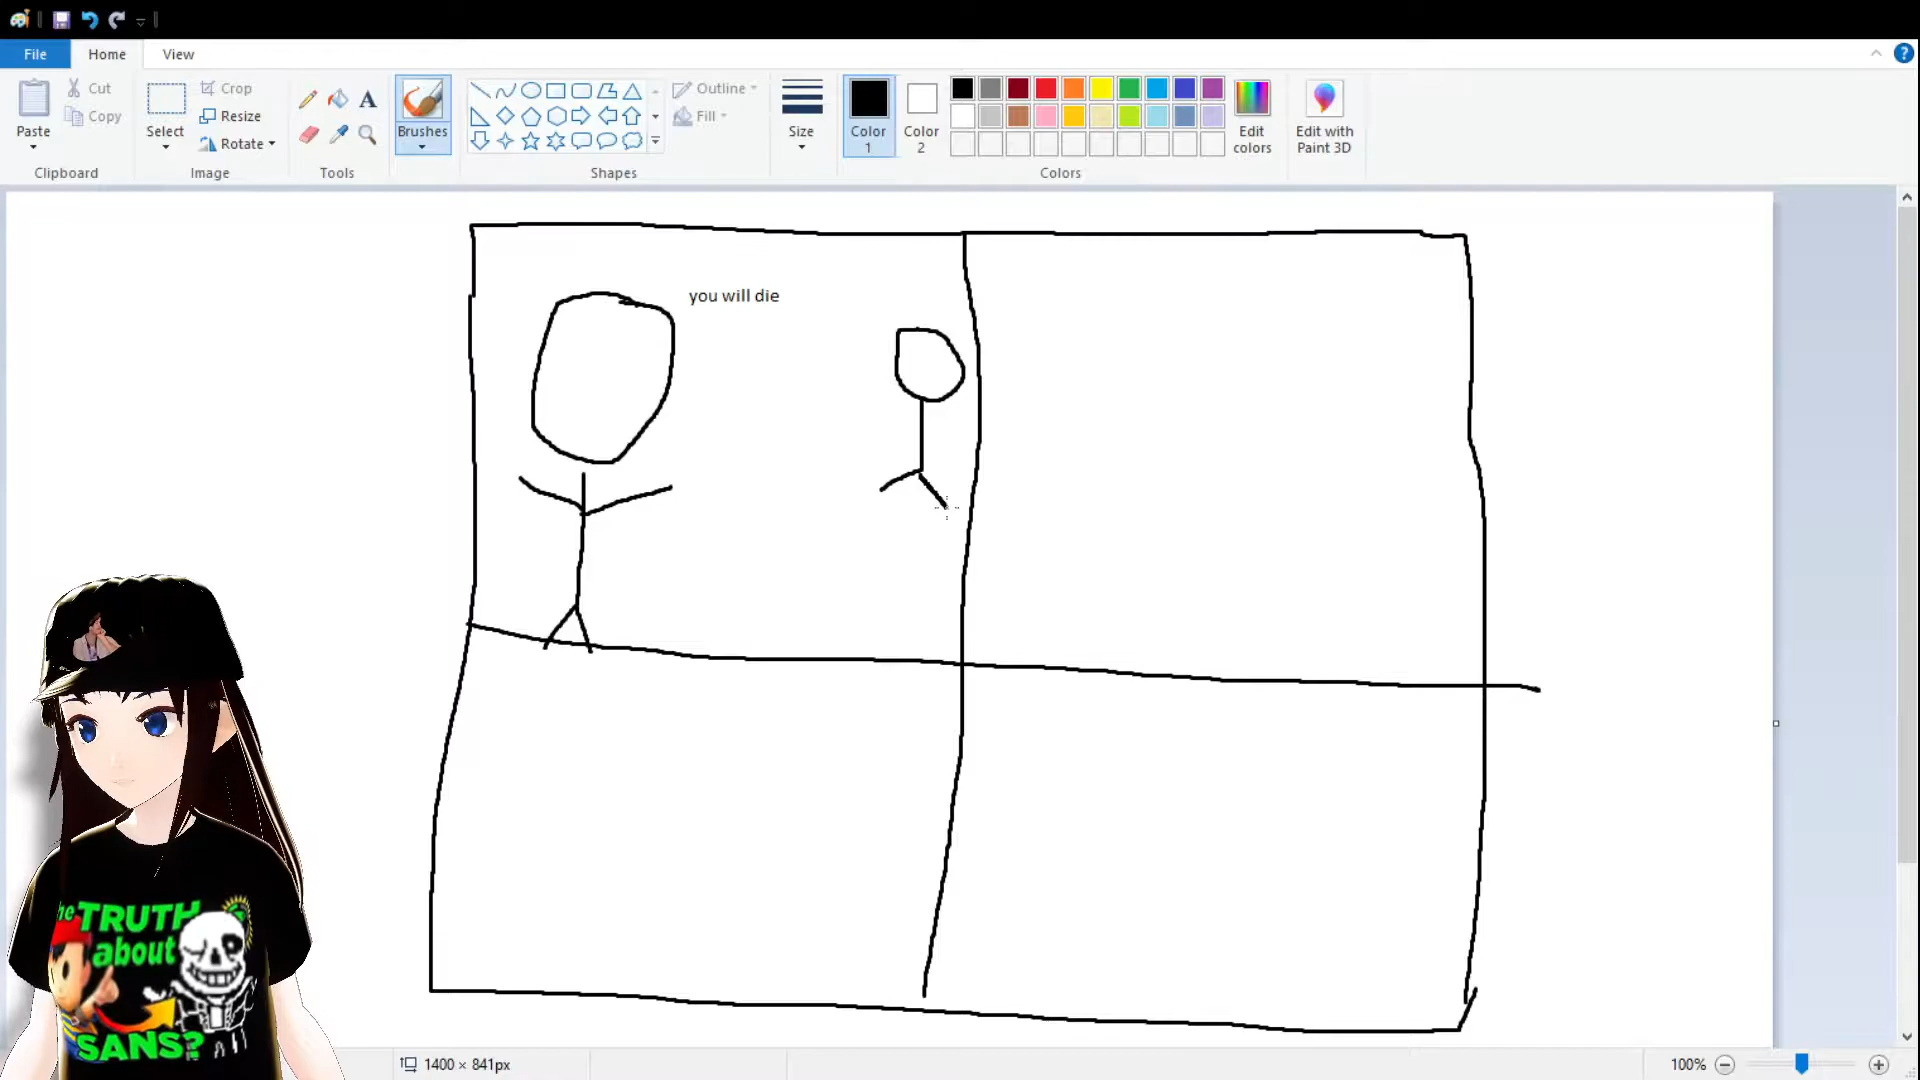 File Home View
Cut
Copy
Paste
Clipboard
Select
Crop
Resize
Rotate
Image
Tools
Brushes
Outline
Fill
Shapes
Size
Color
1
Color
2
Edit
colors
Colors
Edit with
Paint 3D
you will die
The
TRUTH
about
SANS?
1400 × 841px
100%